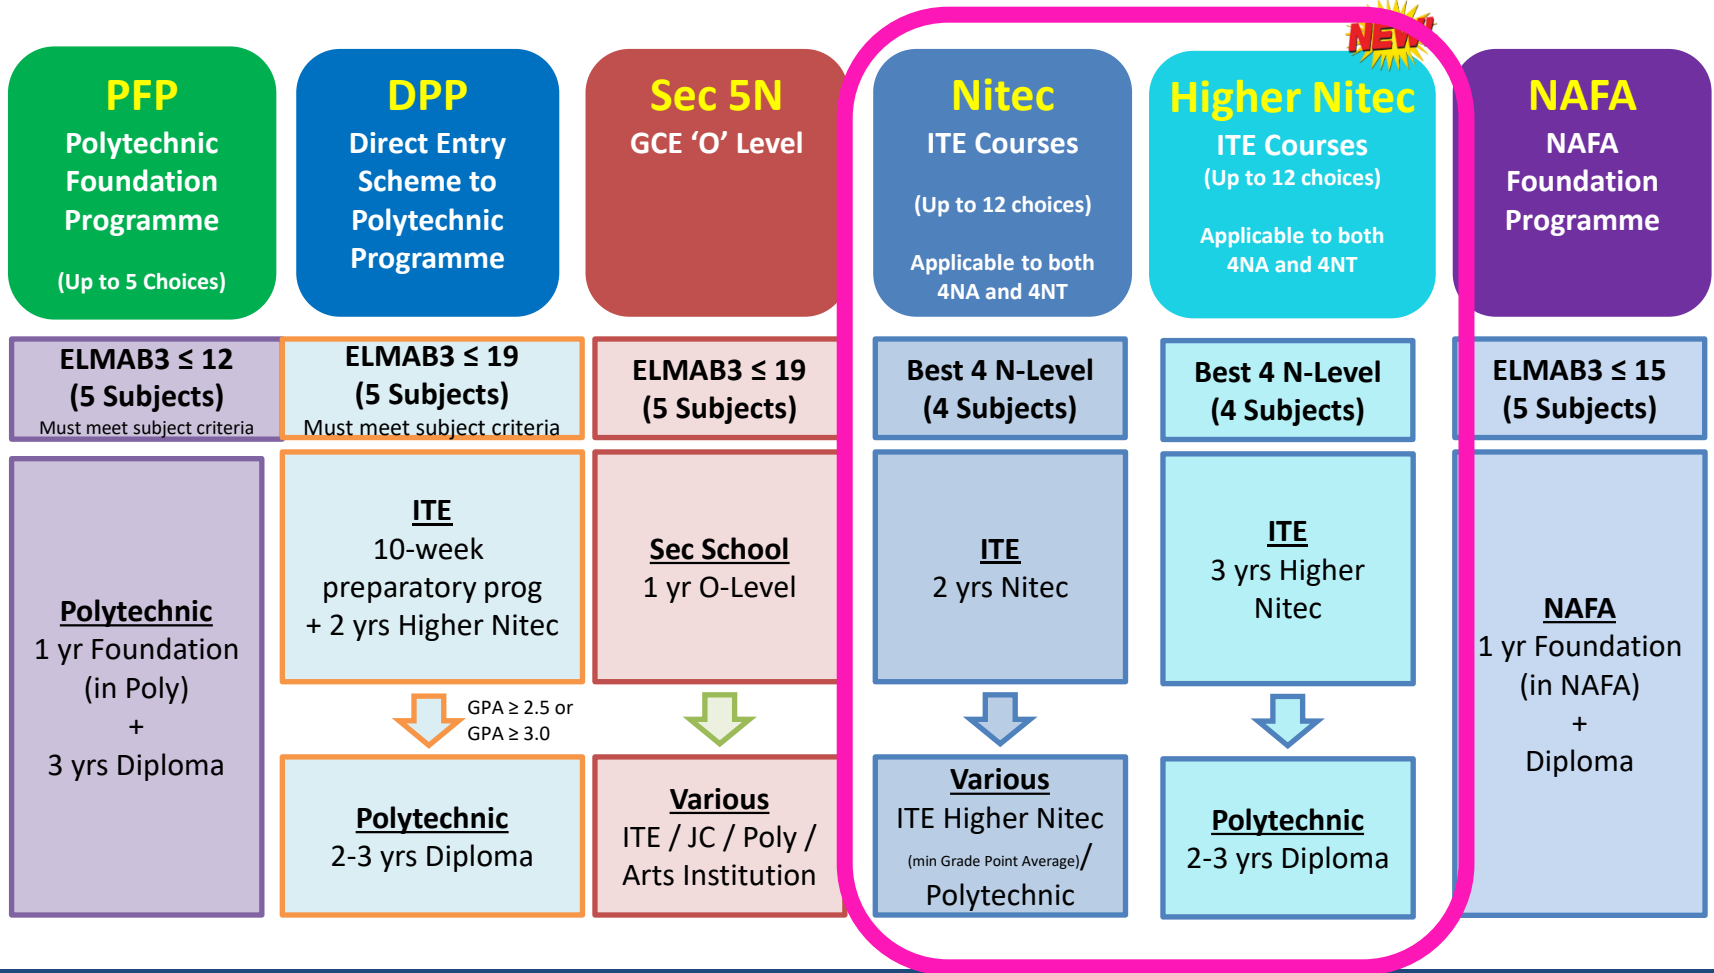 PFP
Polytechnic
Foundation
Programme
(Up to 5 Choices)
ELMAB3 ≤ 12
(5 Subjects)
Must meet subject criteria
Polytechnic
1 yr Foundation
(in Poly)
+
3 yrs Diploma
DPP
Direct Entry
Scheme to
Polytechnic
Programme
ELMAB3 ≤ 19
(5 Subjects)
Must meet subject criteria
ITE
10-week
preparatory prog
+ 2 yrs Higher Nitec
GPA ≥ 2.5 or
GPA ≥ 3.0
Polytechnic
2-3 yrs Diploma
Sec 5N
GCE ‘O’ Level
ELMAB3 ≤ 19
(5 Subjects)
Sec School
1 yr O-Level
Various
ITE / JC / Poly /
Arts Institution
Nitec
ITE Courses
(Up to 12 choices)
Applicable to both
4NA and 4NT
Best 4 N-Level
(4 Subjects)
ITE
2 yrs Nitec
Various
ITE Higher Nitec
(min Grade Point Average)/
Polytechnic
NEW!
Higher Nitec
ITE Courses
(Up to 12 choices)
Applicable to both
4NA and 4NT
Best 4 N-Level
(4 Subjects)
ITE
3 yrs Higher
Nitec
Polytechnic
2-3 yrs Diploma
NAFA
NAFA
Foundation
Programme
ELMAB3 ≤ 15
(5 Subjects)
NAFA
1 yr Foundation
(in NAFA)
+
Diploma